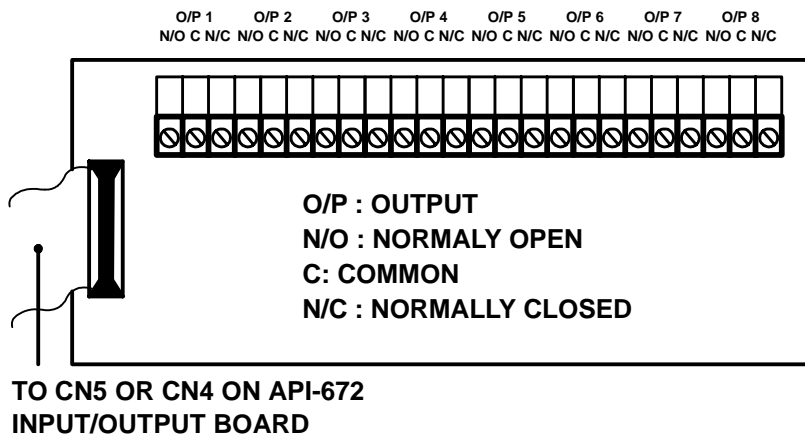 O/P 1 O/P 2 O/P 3 O/P 4 O/P 5 O/P 6 O/P 7 O/P 8
N/O C N/C N/O C N/C N/O C N/C N/O C N/C N/O C N/C N/O C N/C N/O C N/C N/O C N/C
O/P : OUTPUT
N/O : NORMALY OPEN
C: COMMON
N/C : NORMALLY CLOSED
TO CN5 OR CN4 ON API-672
INPUT/OUTPUT BOARD